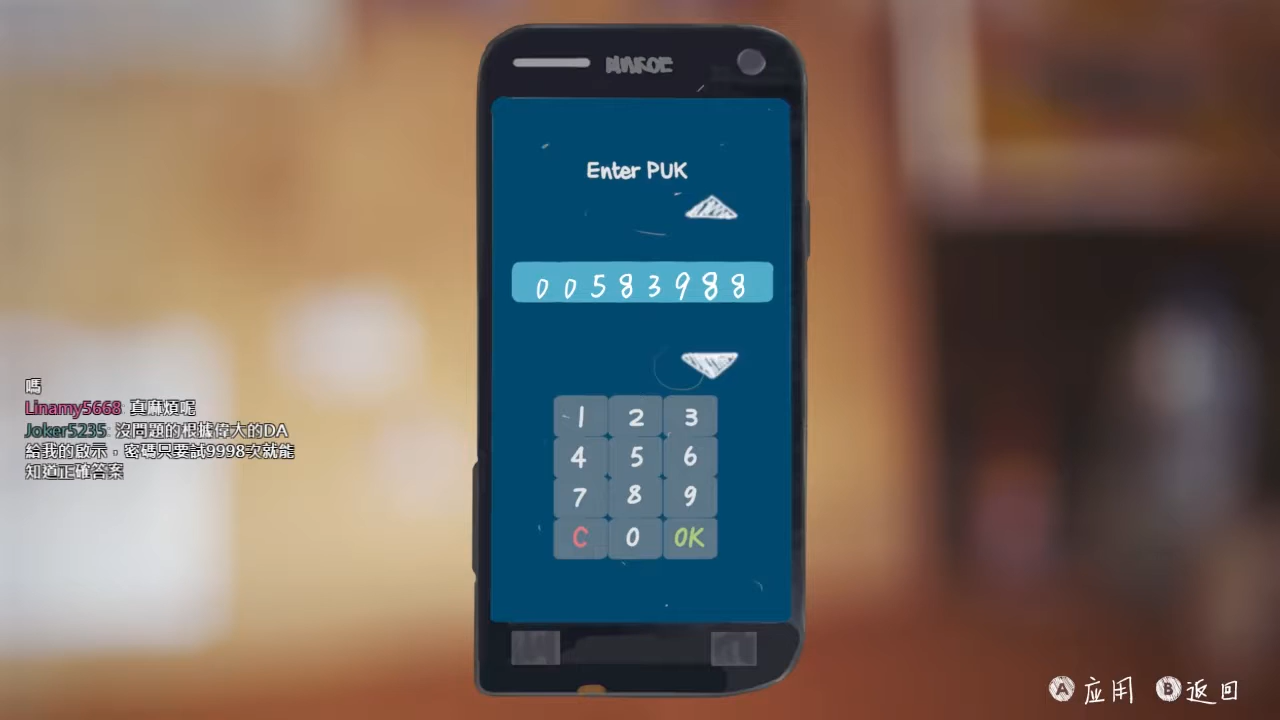 Enter PUK
00583988
1 2 3
4 5 6
7 8 9
C 0 OK
嗎
Linamy5668: 真麻煩呢
Joker5235: 沒問題的根據偉大的DA
給我的啟示，密碼只要試9998次就能
知道正確答案
A 应用 B 返回